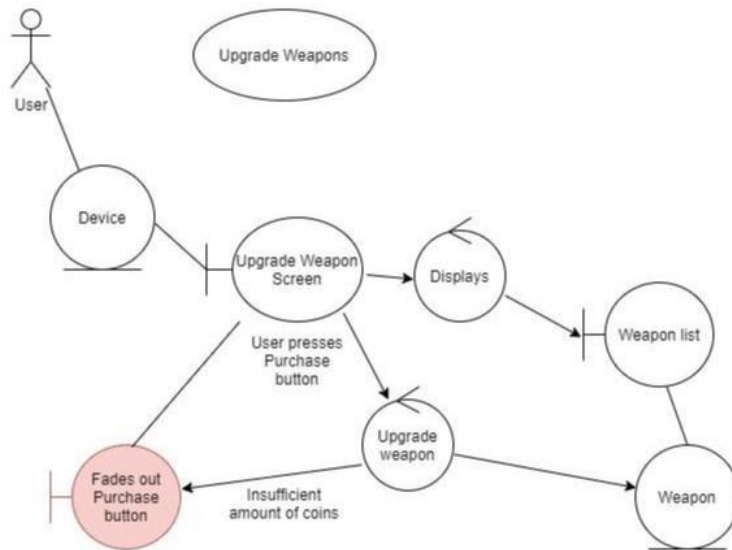 Upgrade Weapons
User
Device
Upgrade Weapon
Screen
Displays
Weapon list
User presses
Purchase
button
Upgrade
weapon
Fades out
Purchase
button
Insufficient
amount of coins
Weapon